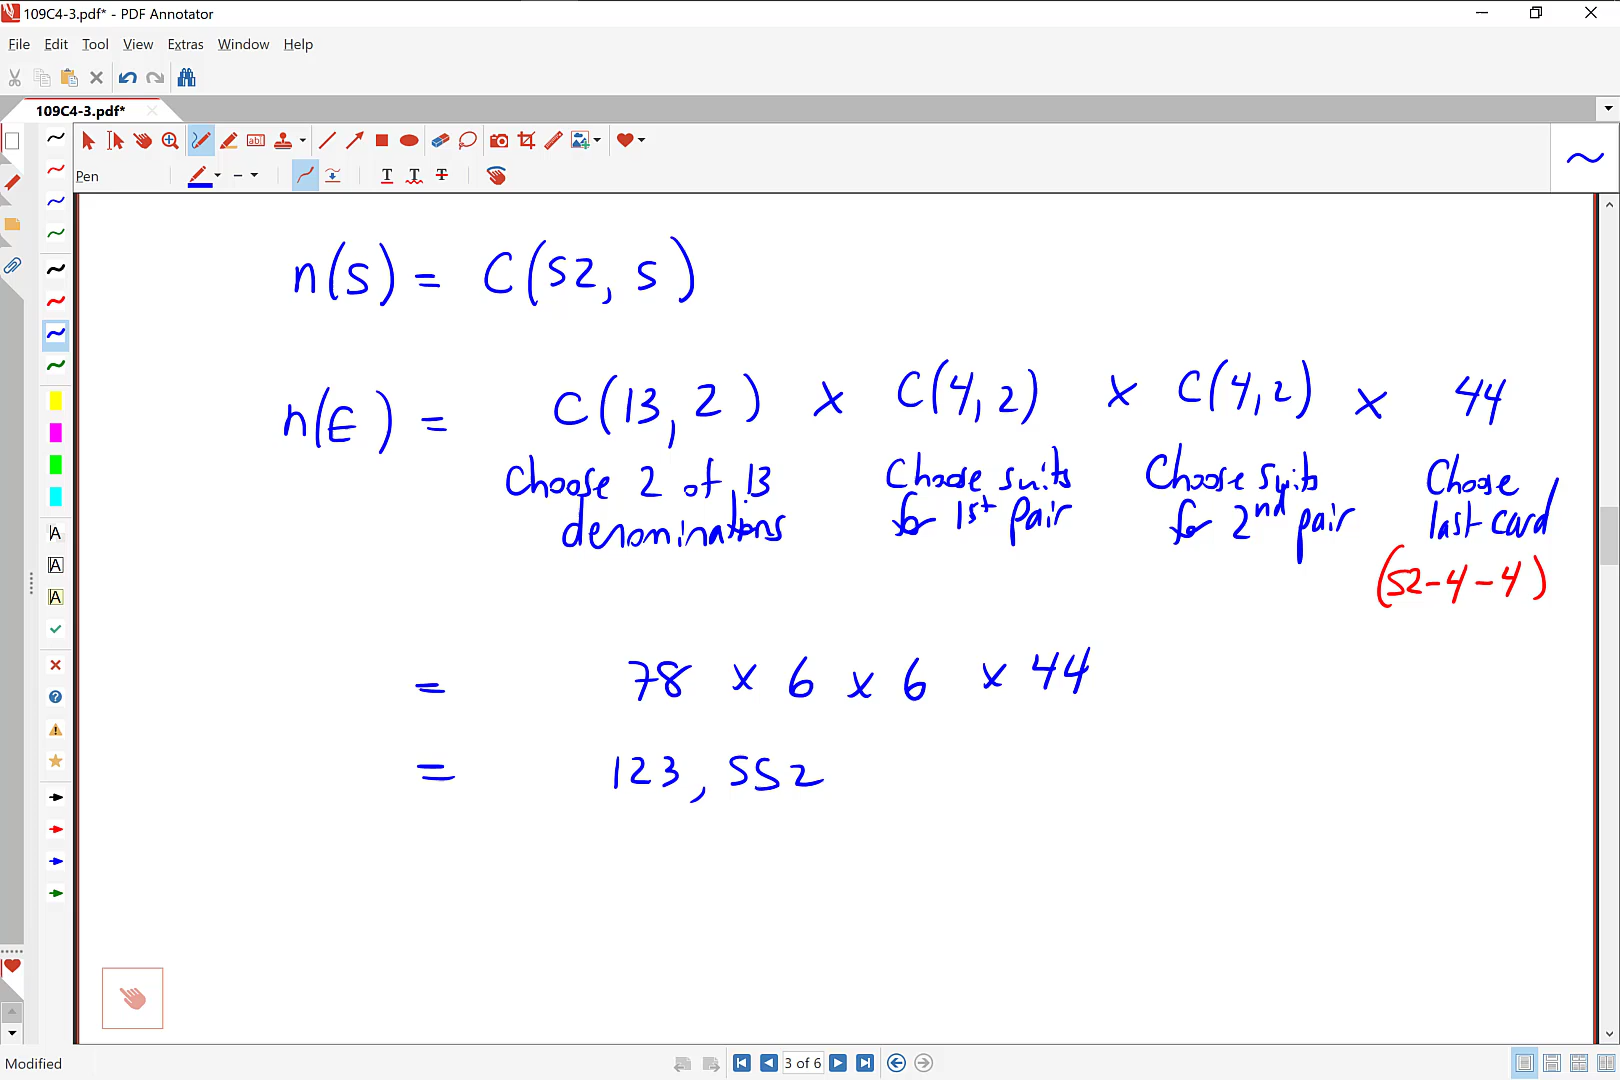 109C4-3.pdf* - PDF Annotator
File Edit Tool View Extras Window Help
109C4-3.pdf*
Pen
n(S) = C(52, 5)
n(E) = C(13, 2) × C(4, 2) × C(4, 2) × 44
Choose 2 of 13 denominations
Choose suits for 1st Pair
Choose suits for 2nd pair
Choose last card
(52-4-4)
= 78 × 6 × 6 × 44
= 123, 552
A
A
A
Modified
3 of 6